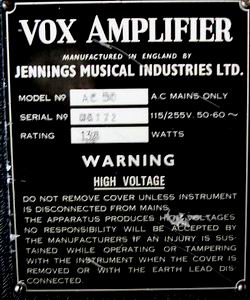 VOX AMPLIFIER
MANUFACTURED IN ENGLAND BY
JENNINGS MUSICAL INDUSTRIES LTD.
MODEL Nº AC 50 A.C MAINS ONLY
SERIAL Nº 115/255V. 50-60~
RATING WATTS
WARNING
HIGH VOLTAGE
DO NOT REMOVE COVER UNLESS INSTRUMENT
IS DISCONNECTED FROM MAINS.
THE APPARATUS PRODUCES HIGH VOLTAGES
NO RESPONSIBILITY WILL BE ACCEPTED BY
THE MANUFACTURERS IF AN INJURY IS SUS-
TAINED WHILE OPERATING OR TAMPERING
WITH THE INSTRUMENT WHEN THE COVER IS
REMOVED OR WITH THE EARTH LEAD DIS-
CONNECTED.